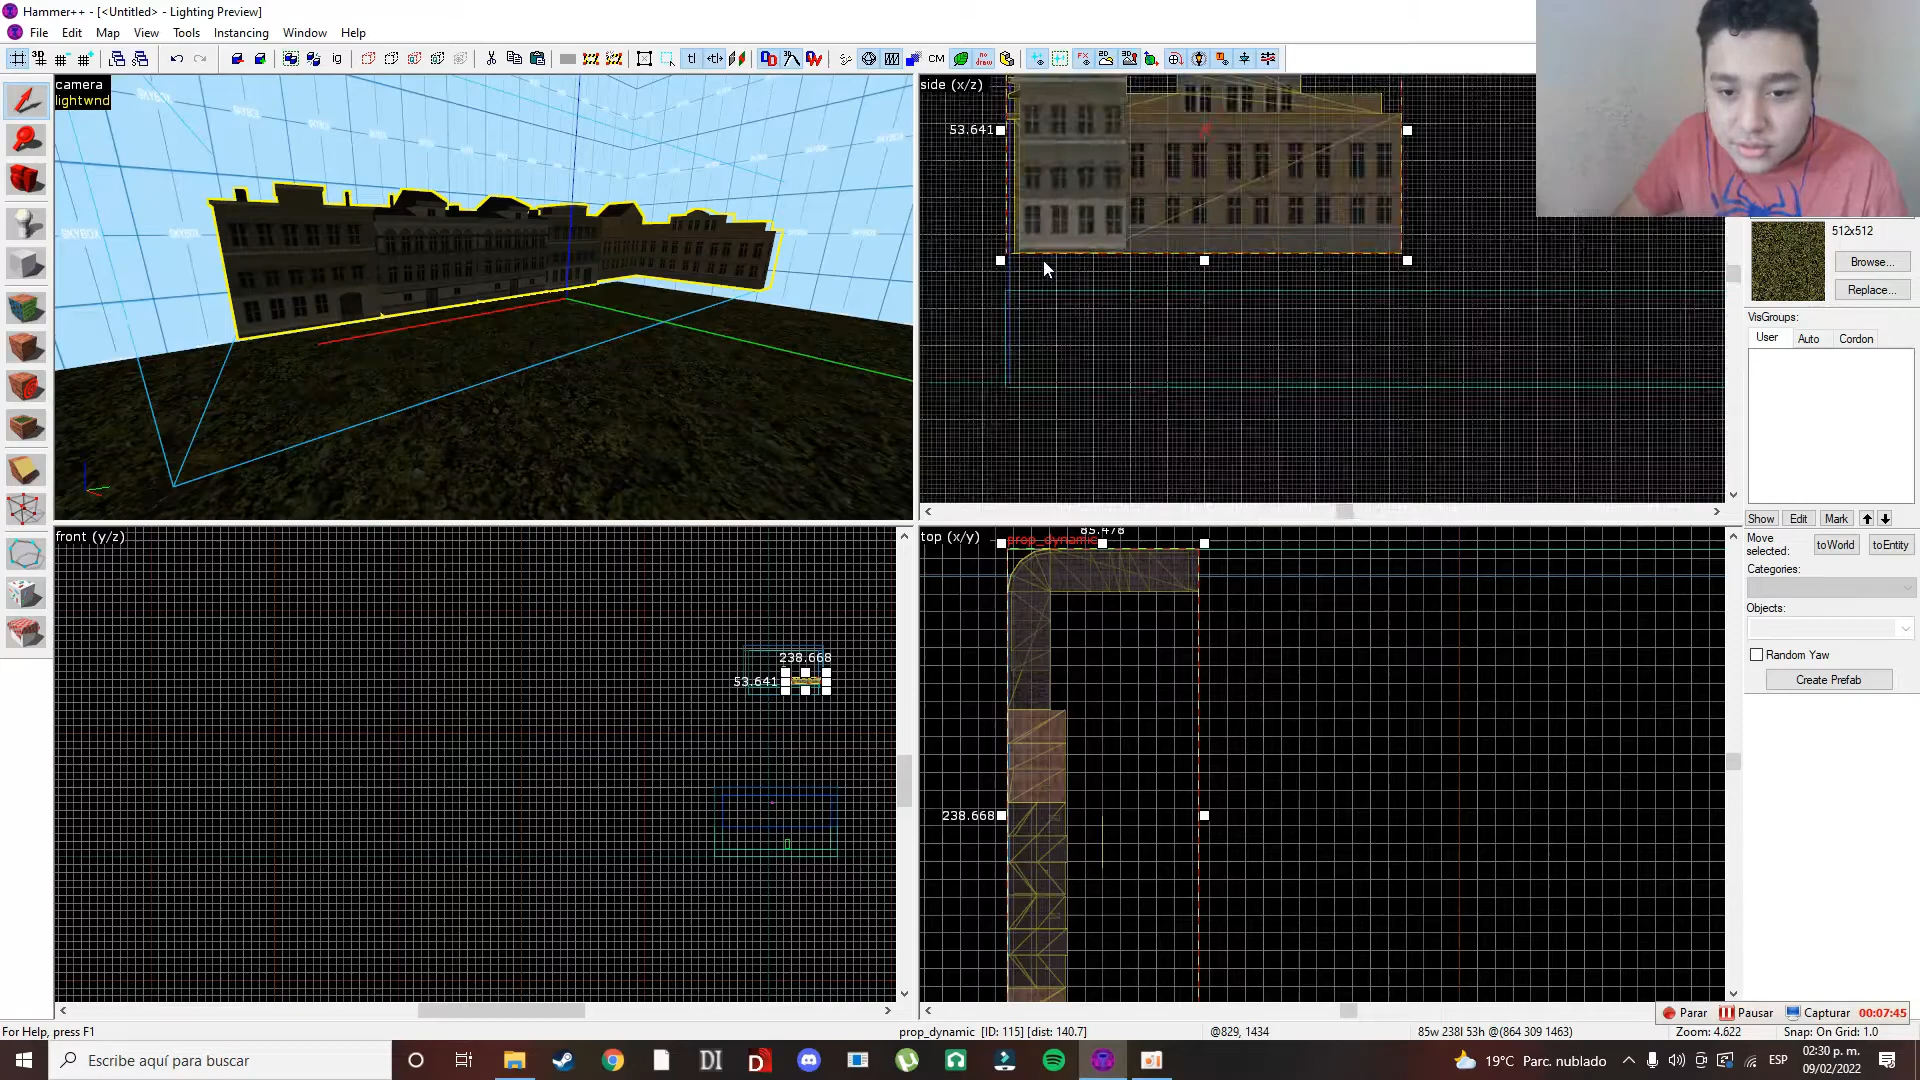 Hammer++ - [<Untitled> - Lighting Preview]
File Edit Map View Tools Instancing Window Help
camera
lightwnd
SKYBOX
side (x/z)
53.641
512x512
Browse...
Replace...
VisGroups:
User Auto Cordon
Show Edit Mark
Move selected:
toWorld toEntity
Categories:
Objects:
Random Yaw
Create Prefab
front (y/z)
238.668
53.641
top (x/y)
85.478
prop_dynamic
238.668
Parar Pausar Capturar 00:07:45
For Help, press F1
prop_dynamic [ID: 115] [dist: 140.7]
@829, 1434
85w 238l 53h @(864 309 1463)
Zoom: 4.622
Snap: On Grid: 1.0
Escribe aquí para buscar
19°C Parc. nublado
ESP
02:30 p. m.
09/02/2022